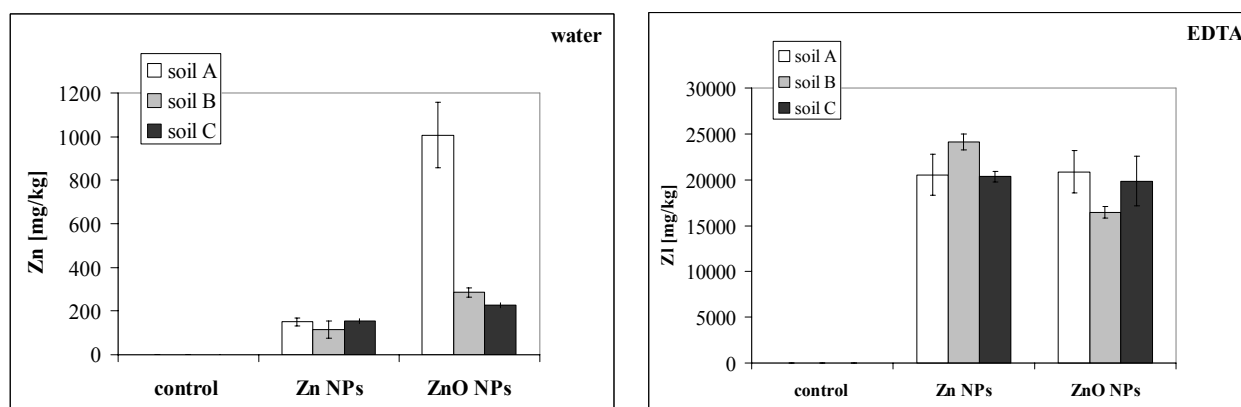 water
soil A
soil B
soil C
1200
1000
800
600
400
200
0
Zn [mg/kg]
control
Zn NPs
ZnO NPs
EDTA
soil A
soil B
soil C
30000
25000
20000
15000
10000
5000
0
Zl [mg/kg]
control
Zn NPs
ZnO NPs